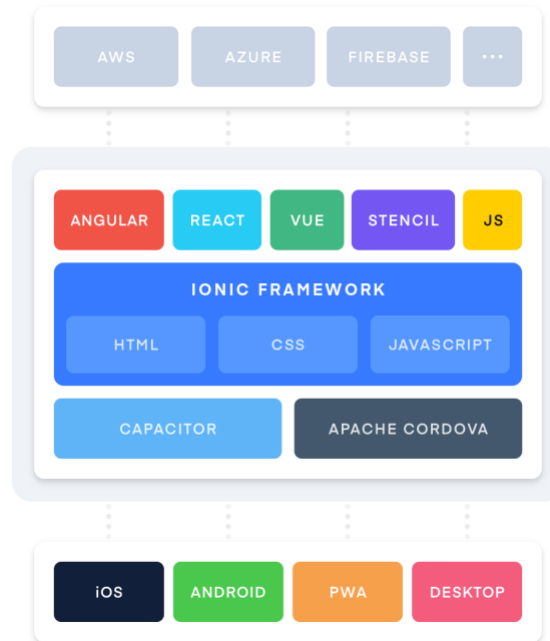 AWS AZURE FIREBASE ...
ANGULAR REACT VUE STENCIL JS
IONIC FRAMEWORK
HTML CSS JAVASCRIPT
CAPACITOR APACHE CORDOVA
iOS ANDROID PWA DESKTOP